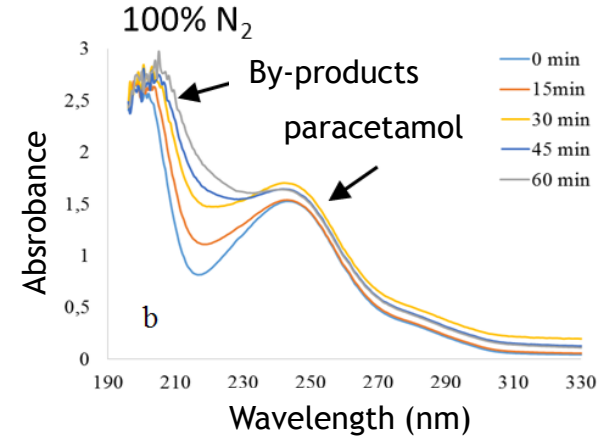 100% N2
By-products
paracetamol
0 min
15min
30 min
45 min
60 min
Absrobance
3
2,5
2
1,5
1
0,5
0
b
190 210 230 250 270 290 310 330
Wavelength (nm)